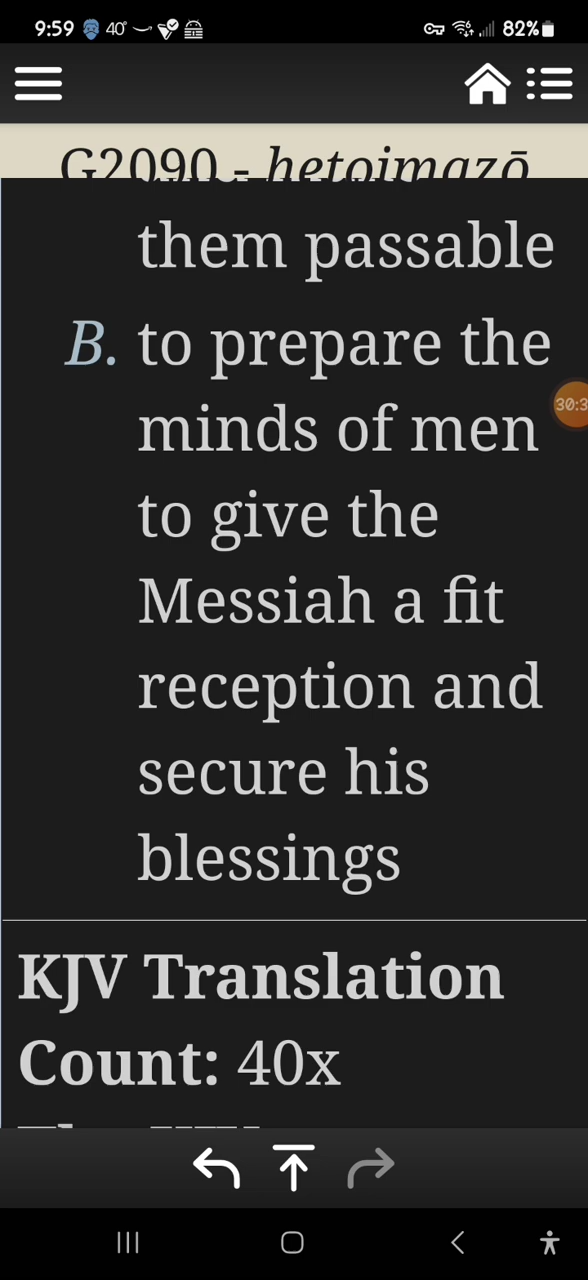 9:59 40° 82%
G2090 - hetoimazō
them passable
B. to prepare the
minds of men
30:3
to give the
Messiah a fit
reception and
secure his
blessings
KJV Translation
Count: 40x